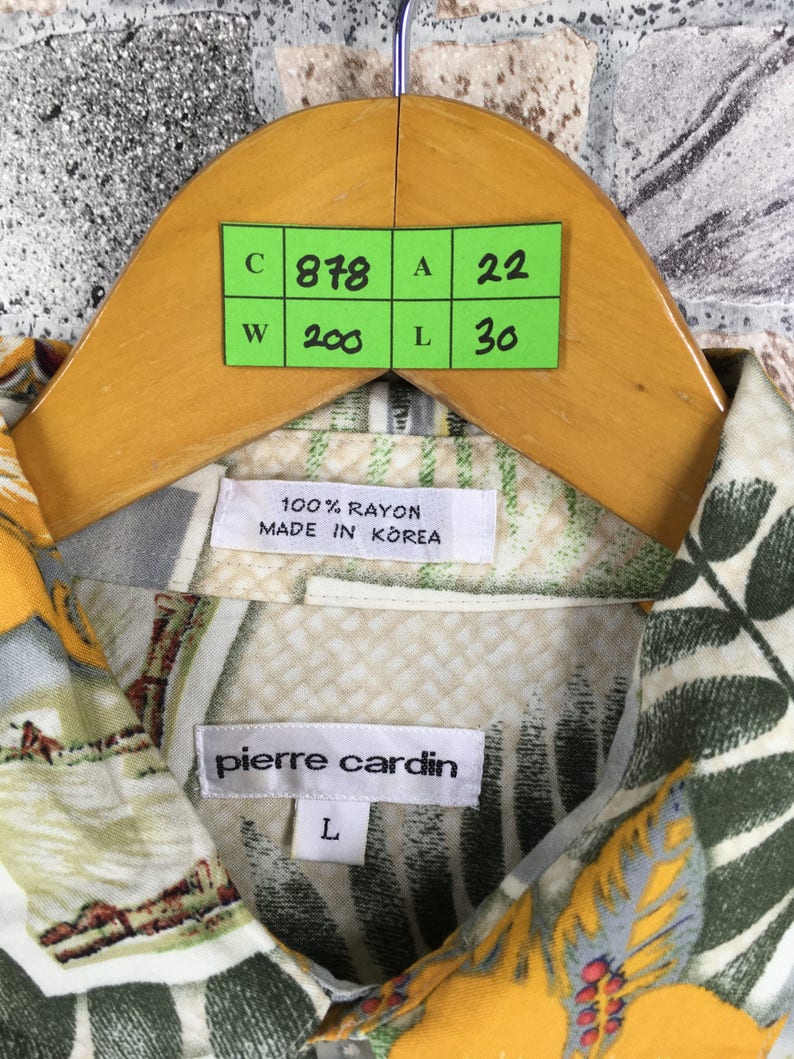 C 878 A 22
W 200 L 30
100% RAYON
MADE IN KOREA
pierre cardin
L